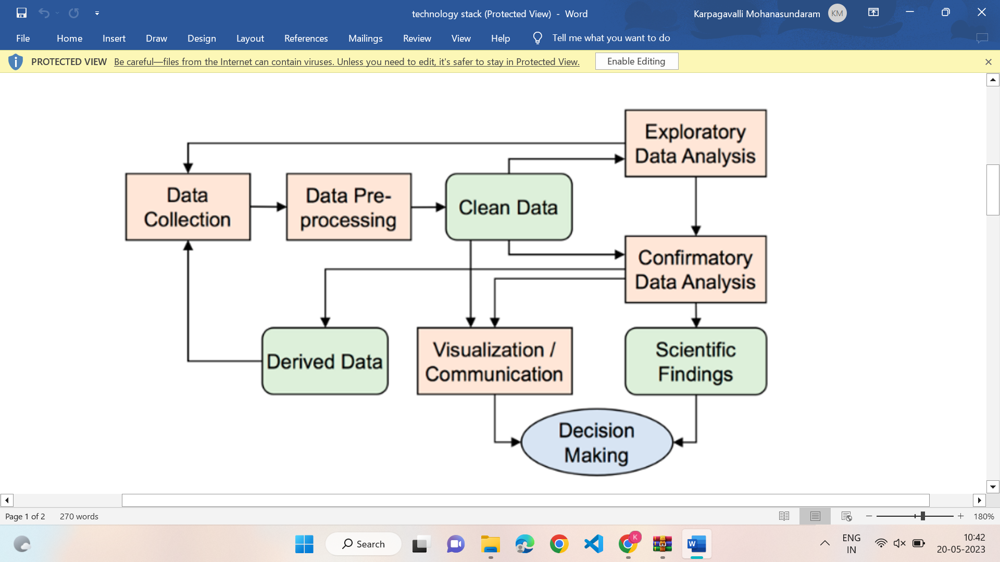 technology stack (Protected View) - Word
Karpagavalli Mohanasundaram KM
File Home Insert Draw Design Layout References Mailings Review View Help Tell me what you want to do
PROTECTED VIEW Be careful—files from the Internet can contain viruses. Unless you need to edit, it's safer to stay in Protected View. Enable Editing
Exploratory
Data Analysis
Data
Collection
Data Pre-
processing
Clean Data
Confirmatory
Data Analysis
Derived Data
Visualization /
Communication
Scientific
Findings
Decision
Making
Page 1 of 2 270 words 180%
Search
K
W
ENG
IN
10:42
20-05-2023